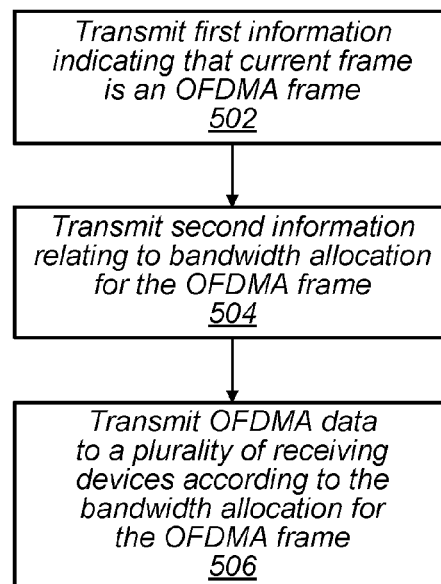 Transmit first information
indicating that current frame
is an OFDMA frame
502
Transmit second information
relating to bandwidth allocation
for the OFDMA frame
504
Transmit OFDMA data
to a plurality of receiving
devices according to the
bandwidth allocation for
the OFDMA frame
506